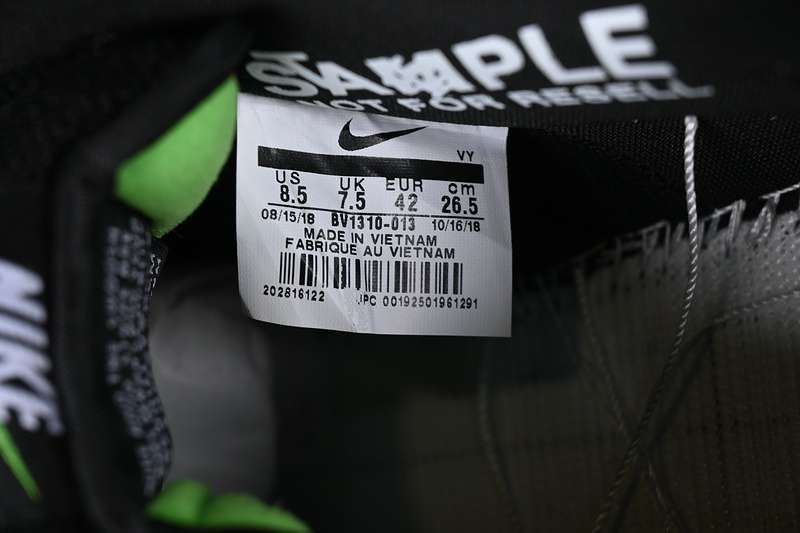 SAMPLE
NOT FOR RESELL
VY
US UK EUR cm
8.5 7.5 42 26.5
08/15/18 BV1310-013 10/16/18
MADE IN VIETNAM
FABRIQUE AU VIETNAM
202816122 UPC 00192501961291
NIKE